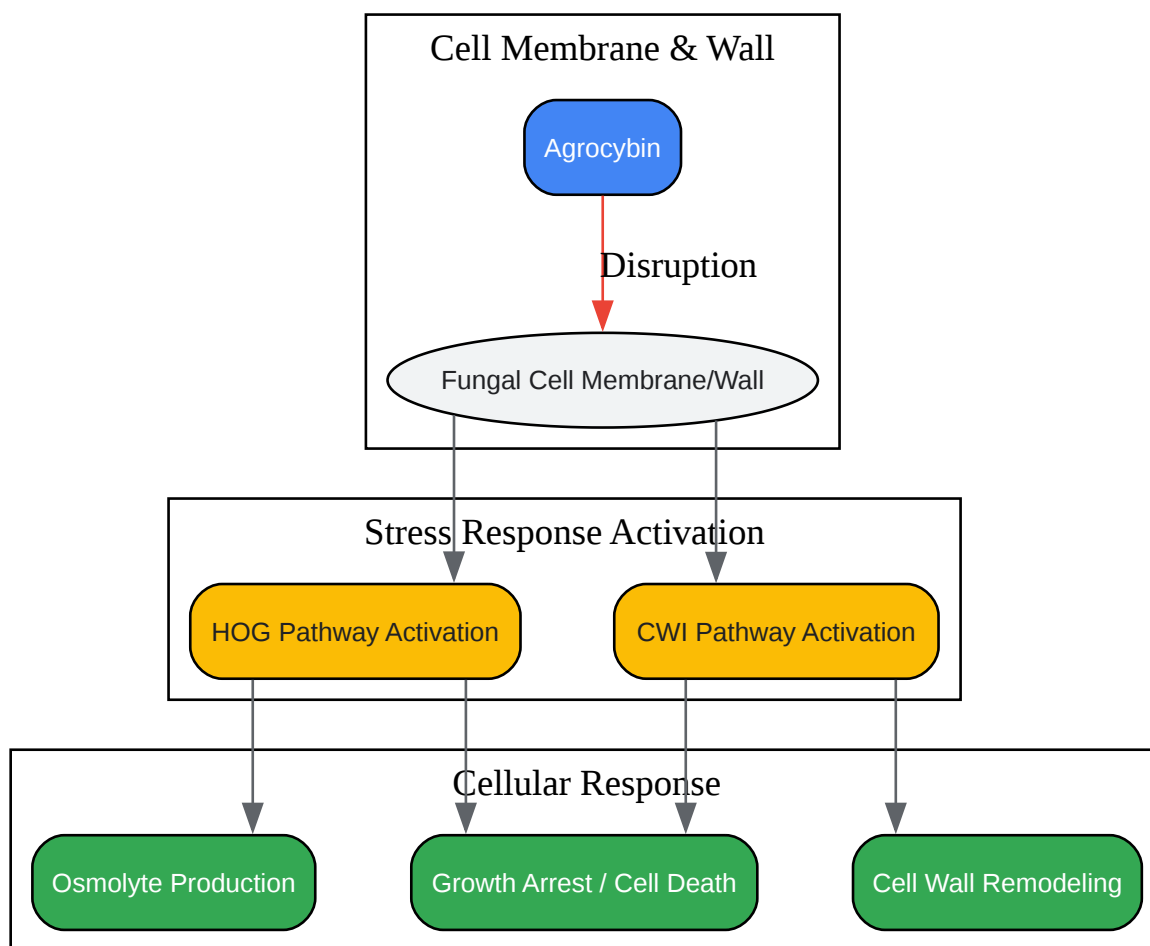 Cell Membrane & Wall
Agrocybin
Disruption
Fungal Cell Membrane/Wall
Stress Response Activation
HOG Pathway Activation
CWI Pathway Activation
Cellular Response
Osmolyte Production
Growth Arrest / Cell Death
Cell Wall Remodeling